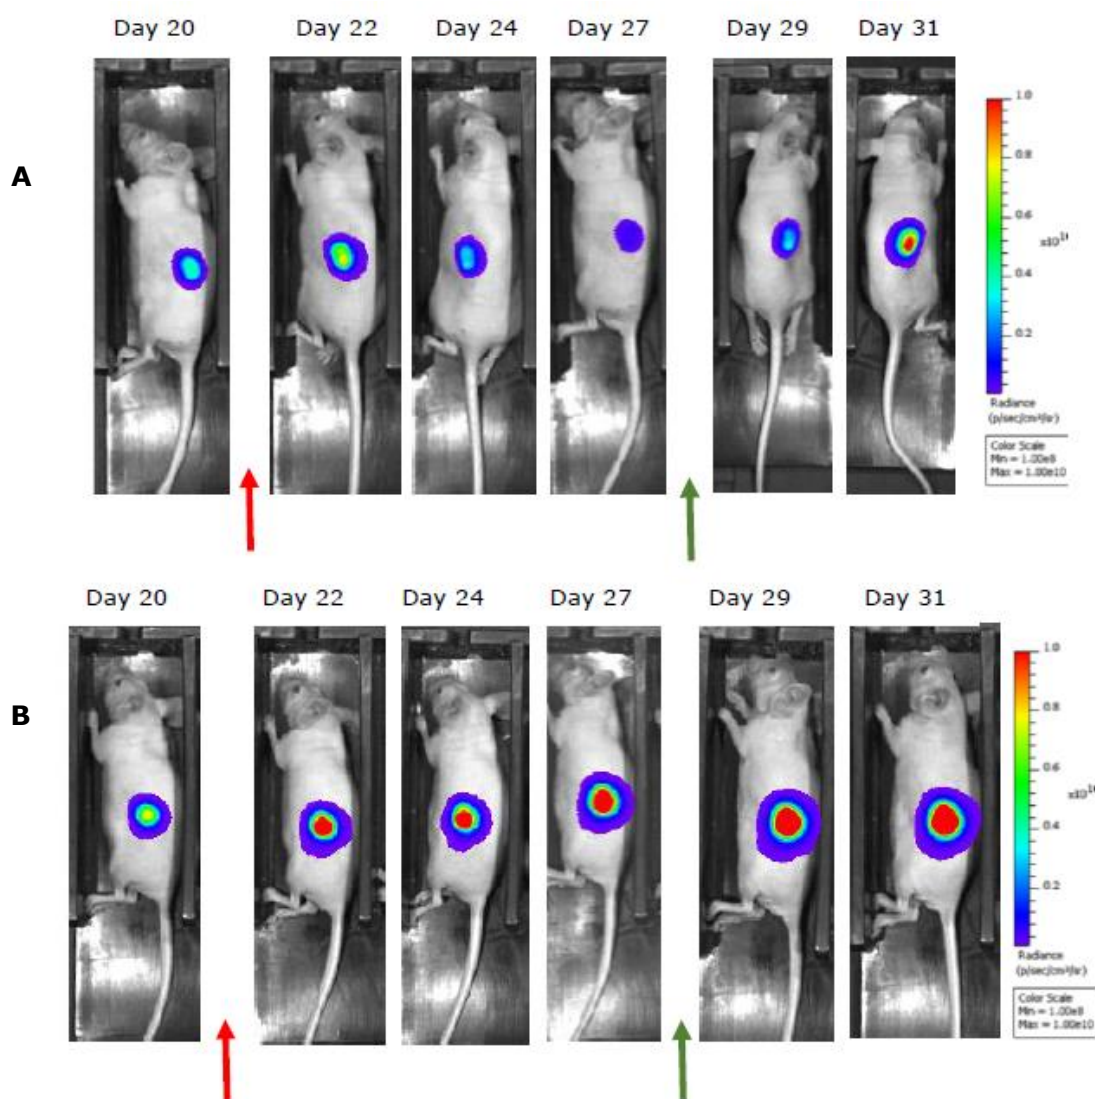 Day 20 Day 22 Day 24 Day 27 Day 29 Day 31
A
1.0
0.8
0.6
0.4
0.2
Radiance
(p/sec/cm²/sr)
Color Scale
Min = 1.00e8
Max = 1.00e10
Day 20 Day 22 Day 24 Day 27 Day 29 Day 31
B
1.0
0.8
0.6
0.4
0.2
Radiance
(p/sec/cm²/sr)
Color Scale
Min = 1.00e8
Max = 1.00e10